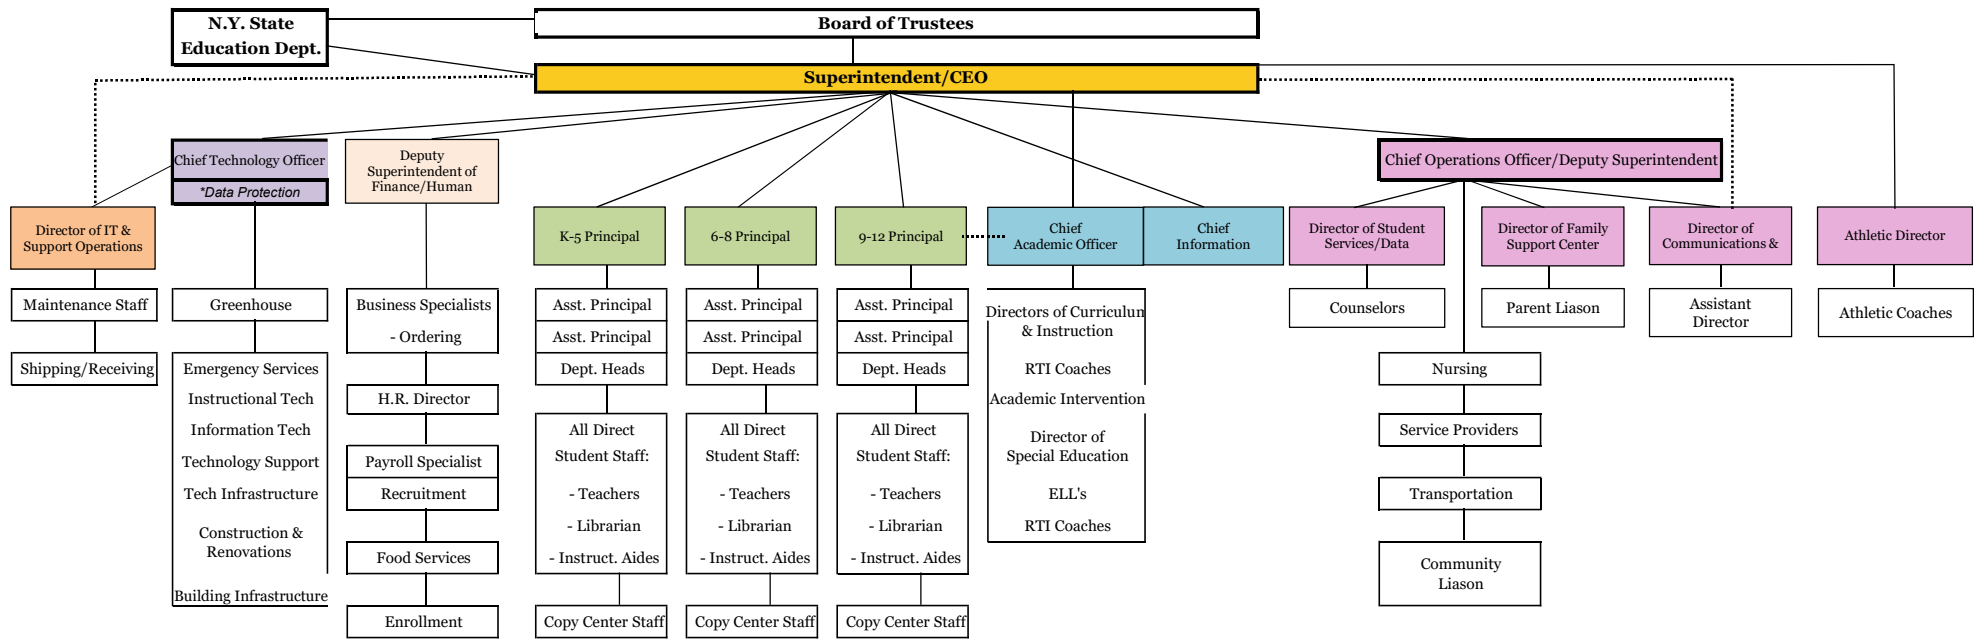 N.Y. State
Education Dept.
Board of Trustees
Superintendent/CEO
Chief Technology Officer
*Data Protection
Deputy
Superintendent of
Finance/Human
Chief Operations Officer/Deputy Superintendent
Director of IT &
Support Operations
K-5 Principal
6-8 Principal
9-12 Principal
Chief
Academic Officer
Chief
Information
Director of Student
Services/Data
Director of Family
Support Center
Director of
Communications &
Athletic Director
Maintenance Staff
Shipping/Receiving
Greenhouse
Emergency Services
Instructional Tech
Information Tech
Technology Support
Tech Infrastructure
Construction &
Renovations
Building Infrastructure
Business Specialists
- Ordering
H.R. Director
Payroll Specialist
Recruitment
Food Services
Enrollment
Asst. Principal
Asst. Principal
Dept. Heads
All Direct
Student Staff:
- Teachers
- Librarian
- Instruct. Aides
Copy Center Staff
Asst. Principal
Asst. Principal
Dept. Heads
All Direct
Student Staff:
- Teachers
- Librarian
- Instruct. Aides
Copy Center Staff
Asst. Principal
Asst. Principal
Dept. Heads
All Direct
Student Staff:
- Teachers
- Librarian
- Instruct. Aides
Copy Center Staff
Directors of Curriculun
& Instruction
RTI Coaches
Academic Intervention
Director of
Special Education
ELL's
RTI Coaches
Counselors
Nursing
Service Providers
Transportation
Community
Liason
Parent Liason
Assistant
Director
Athletic Coaches